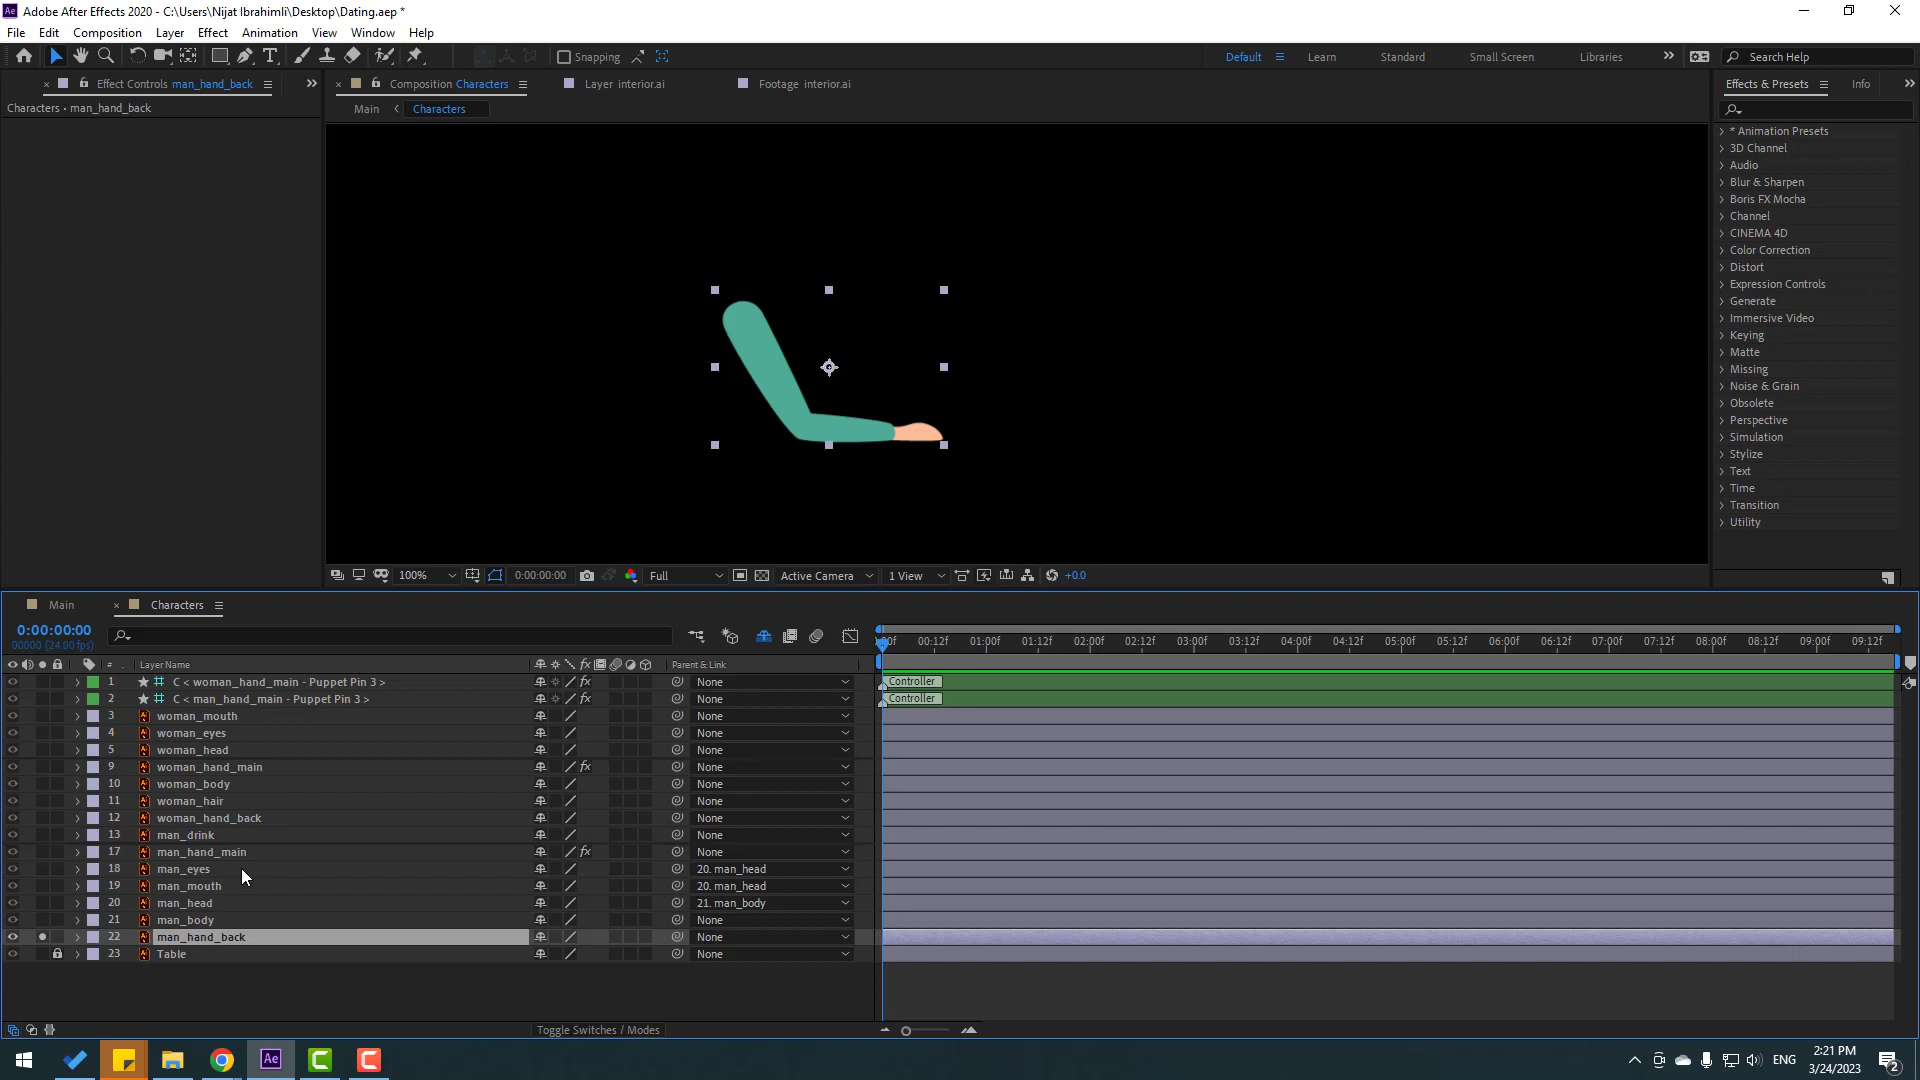 Adobe After Effects 2020 - C:\Users\Nijat Ibrahimli\Desktop\Dating.aep *
File Edit Composition Layer Effect Animation View Window Help
Snapping Default Learn Standard Small Screen Libraries Search Help
Effect Controls man_hand_back Composition Characters Layer interior.ai Footage interior.ai Effects & Presets Info
Characters • man_hand_back Main Characters
* Animation Presets
3D Channel
Audio
Blur & Sharpen
Boris FX Mocha
Channel
CINEMA 4D
Color Correction
Distort
Expression Controls
Generate
Immersive Video
Keying
Matte
Missing
Noise & Grain
Obsolete
Perspective
Simulation
Stylize
Text
Time
Transition
Utility
100% 0:00:00:00 Full Active Camera 1 View +0.0
Main Characters
0:00:00:00
00000 (24.00 fps)
00f 00:12f 01:00f 01:12f 02:00f 02:12f 03:00f 03:12f 04:00f 04:12f 05:00f 05:12f 06:00f 06:12f 07:00f 07:12f 08:00f 08:12f 09:00f 09:12f
# Layer Name fx Parent & Link
1 C < woman_hand_main - Puppet Pin 3 > fx None Controller
2 C < man_hand_main - Puppet Pin 3 > fx None Controller
3 woman_mouth None
4 woman_eyes None
5 woman_head None
9 woman_hand_main fx None
10 woman_body None
11 woman_hair None
12 woman_hand_back None
13 man_drink None
17 man_hand_main fx None
18 man_eyes 20. man_head
19 man_mouth 20. man_head
20 man_head 21. man_body
21 man_body None
22 man_hand_back None
23 Table None
Toggle Switches / Modes
Ae ENG 2:21 PM
3/24/2023 2